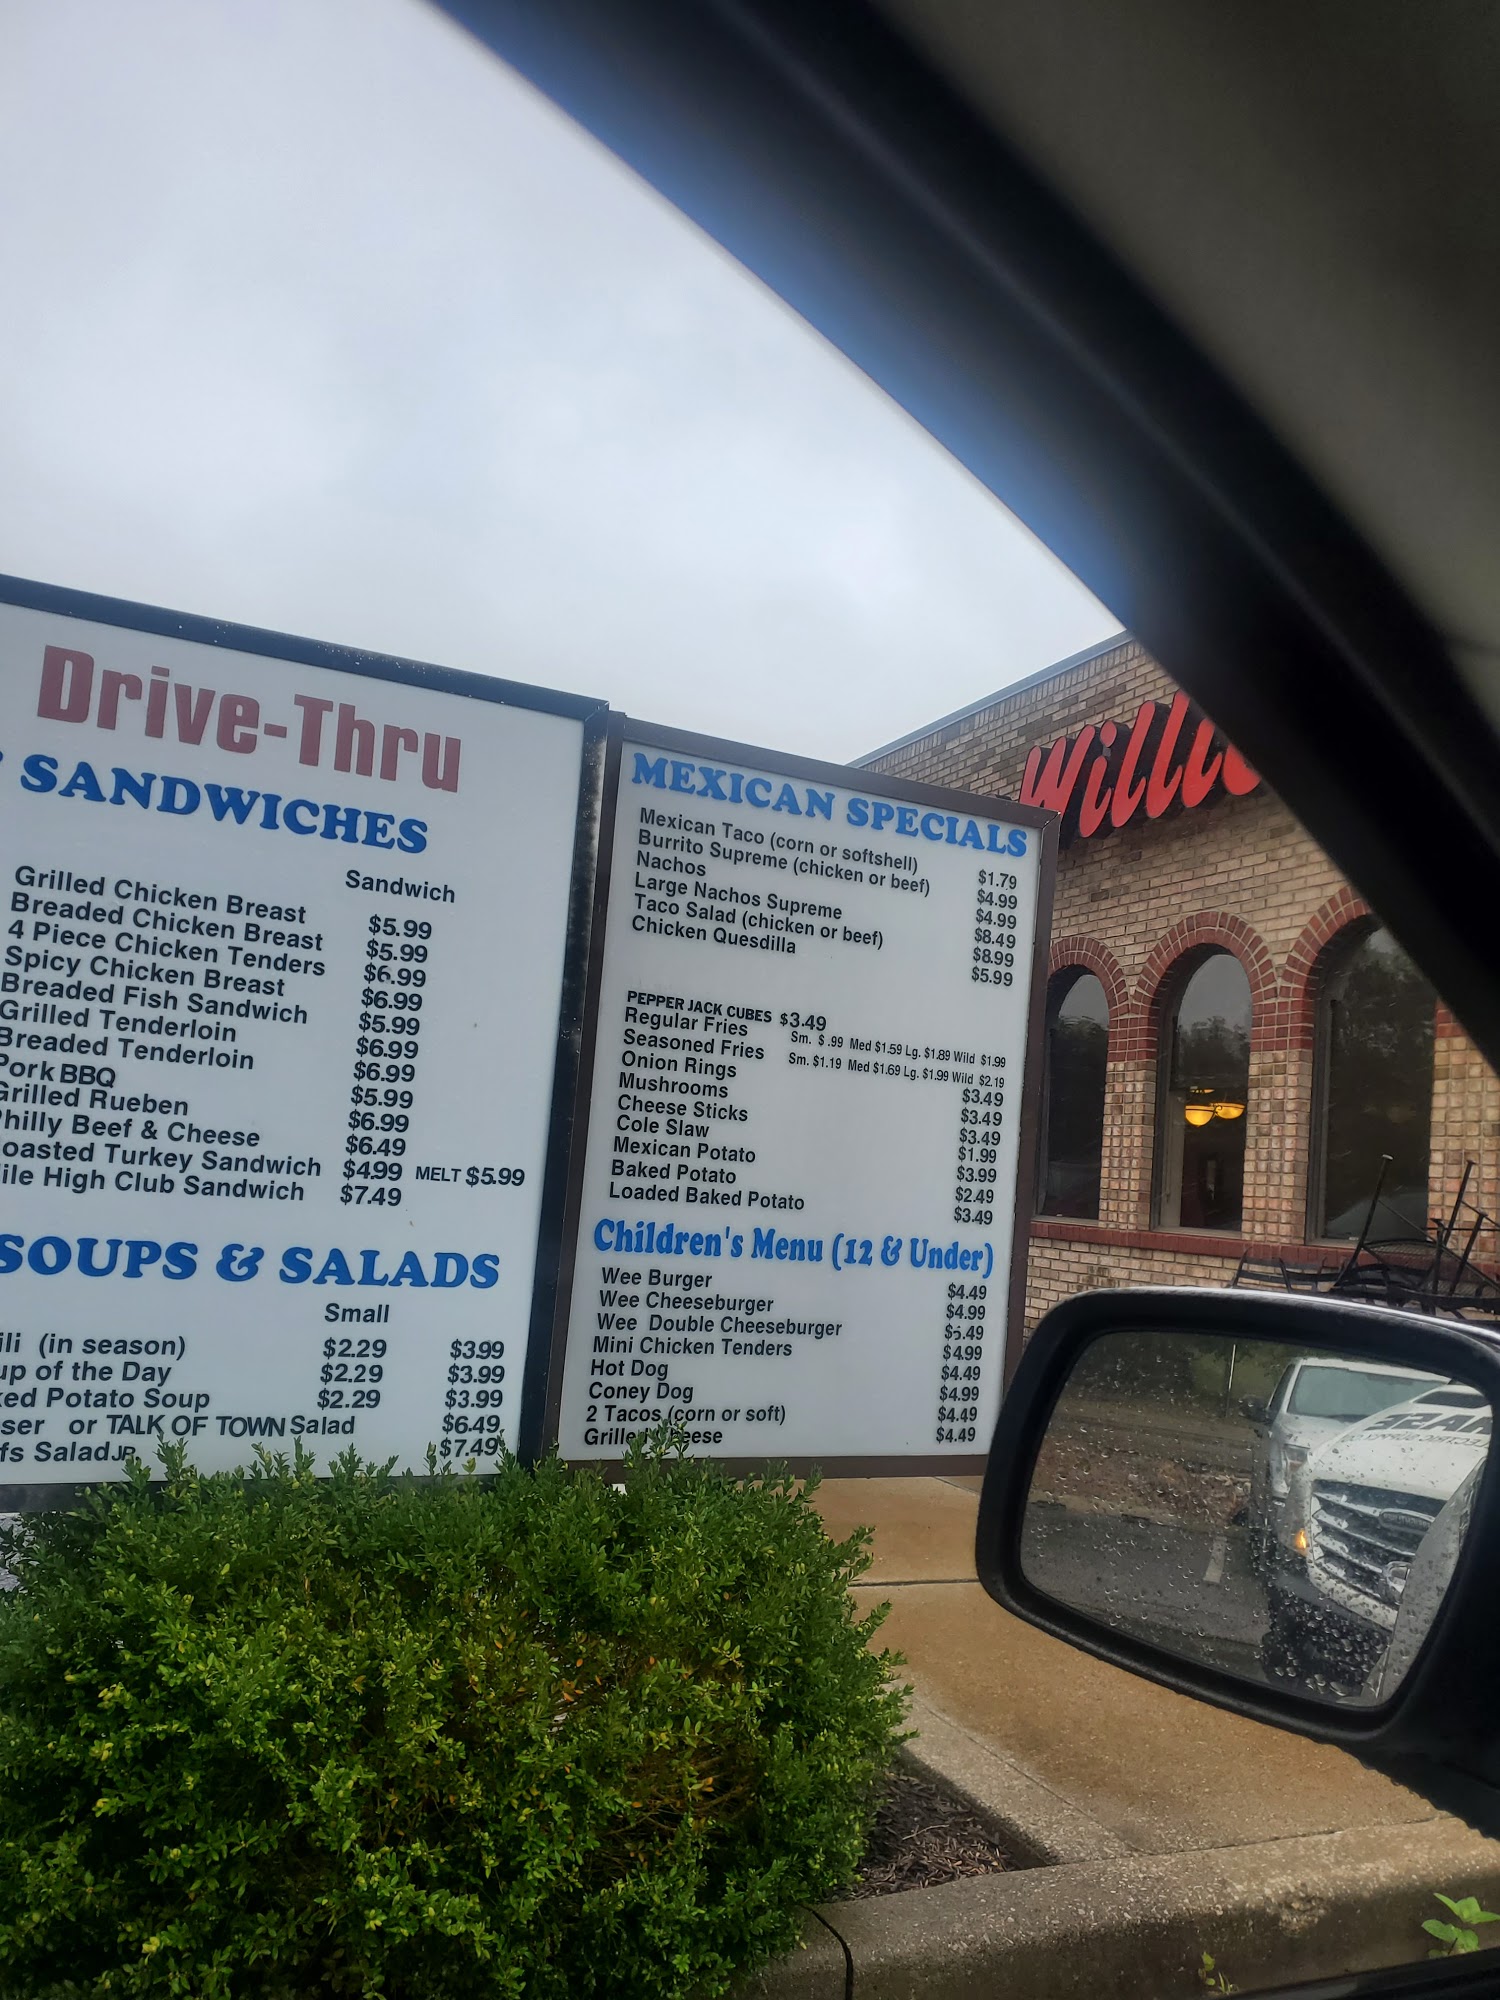 Drive-Thru
SANDWICHES
Sandwich
Grilled Chicken Breast $5.99
Breaded Chicken Breast $5.99
4 Piece Chicken Tenders $6.99
Spicy Chicken Breast $6.99
Breaded Fish Sandwich $5.99
Grilled Tenderloin $6.99
Breaded Tenderloin $6.99
Pork BBQ $5.99
Grilled Rueben $6.99
hilly Beef & Cheese $6.49
oasted Turkey Sandwich $4.99 MELT $5.99
ile High Club Sandwich $7.49
SOUPS & SALADS
Small
ili (in season) $2.29 $3.99
up of the Day $2.29 $3.99
ked Potato Soup $2.29 $3.99
ser or TALK OF TOWN Salad $6.49
fs Salad JR. $7.49
MEXICAN SPECIALS
Mexican Taco (corn or softshell) $1.79
Burrito Supreme (chicken or beef) $4.99
Nachos $4.99
Large Nachos Supreme $8.49
Taco Salad (chicken or beef) $8.99
Chicken Quesdilla $5.99
PEPPER JACK CUBES $3.49
Regular Fries Sm. $ .99 Med $1.59 Lg. $1.89 Wild $1.99
Seasoned Fries Sm. $1.19 Med $1.69 Lg. $1.99 Wild $2.19
Onion Rings $3.49
Mushrooms $3.49
Cheese Sticks $3.49
Cole Slaw $1.99
Mexican Potato $3.99
Baked Potato $2.49
Loaded Baked Potato $3.49
Children's Menu (12 & Under)
Wee Burger $4.49
Wee Cheeseburger $4.99
Wee Double Cheeseburger $5.49
Mini Chicken Tenders $4.99
Hot Dog $4.49
Coney Dog $4.99
2 Tacos (corn or soft) $4.49
Grilled Cheese $4.49
Willie